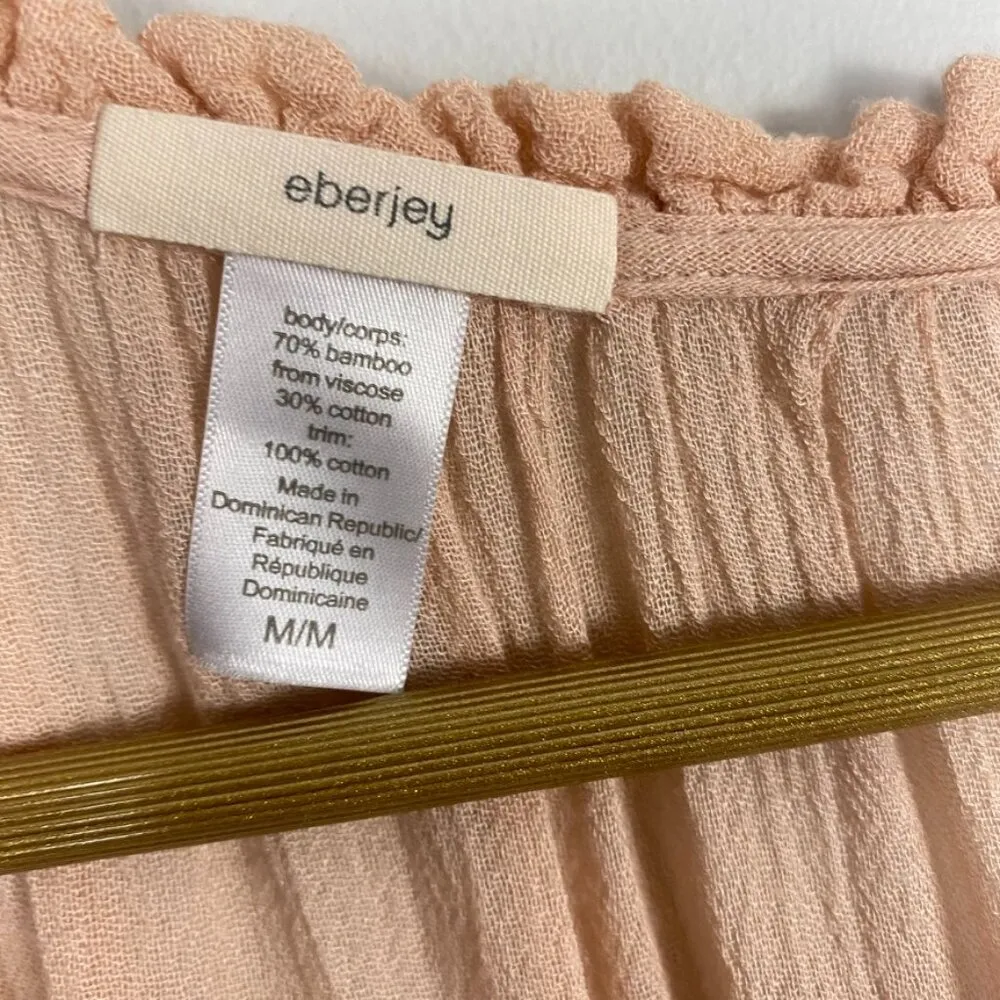 eberjey
body/corps:
70% bamboo
from viscose
30% cotton
trim:
100% cotton
Made in
Dominican Republic/
Fabriqué en
République
Dominicaine
M/M